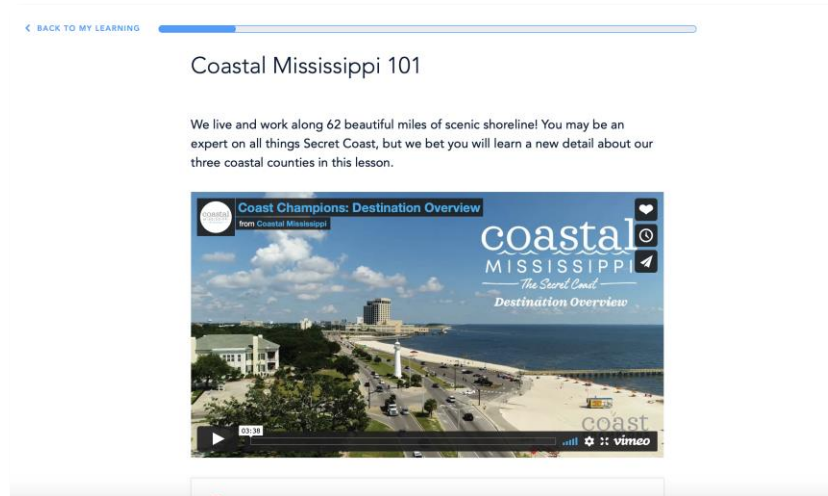 BACK TO MY LEARNING
Coastal Mississippi 101
We live and work along 62 beautiful miles of scenic shoreline! You may be an
expert on all things Secret Coast, but we bet you will learn a new detail about our
three coastal counties in this lesson.
coastal
Coast Champions: Destination Overview
from Coastal Mississippi
coastal
MISSISSIPPI
The Secret Coast
Destination Overview
coast
03:38
vimeo